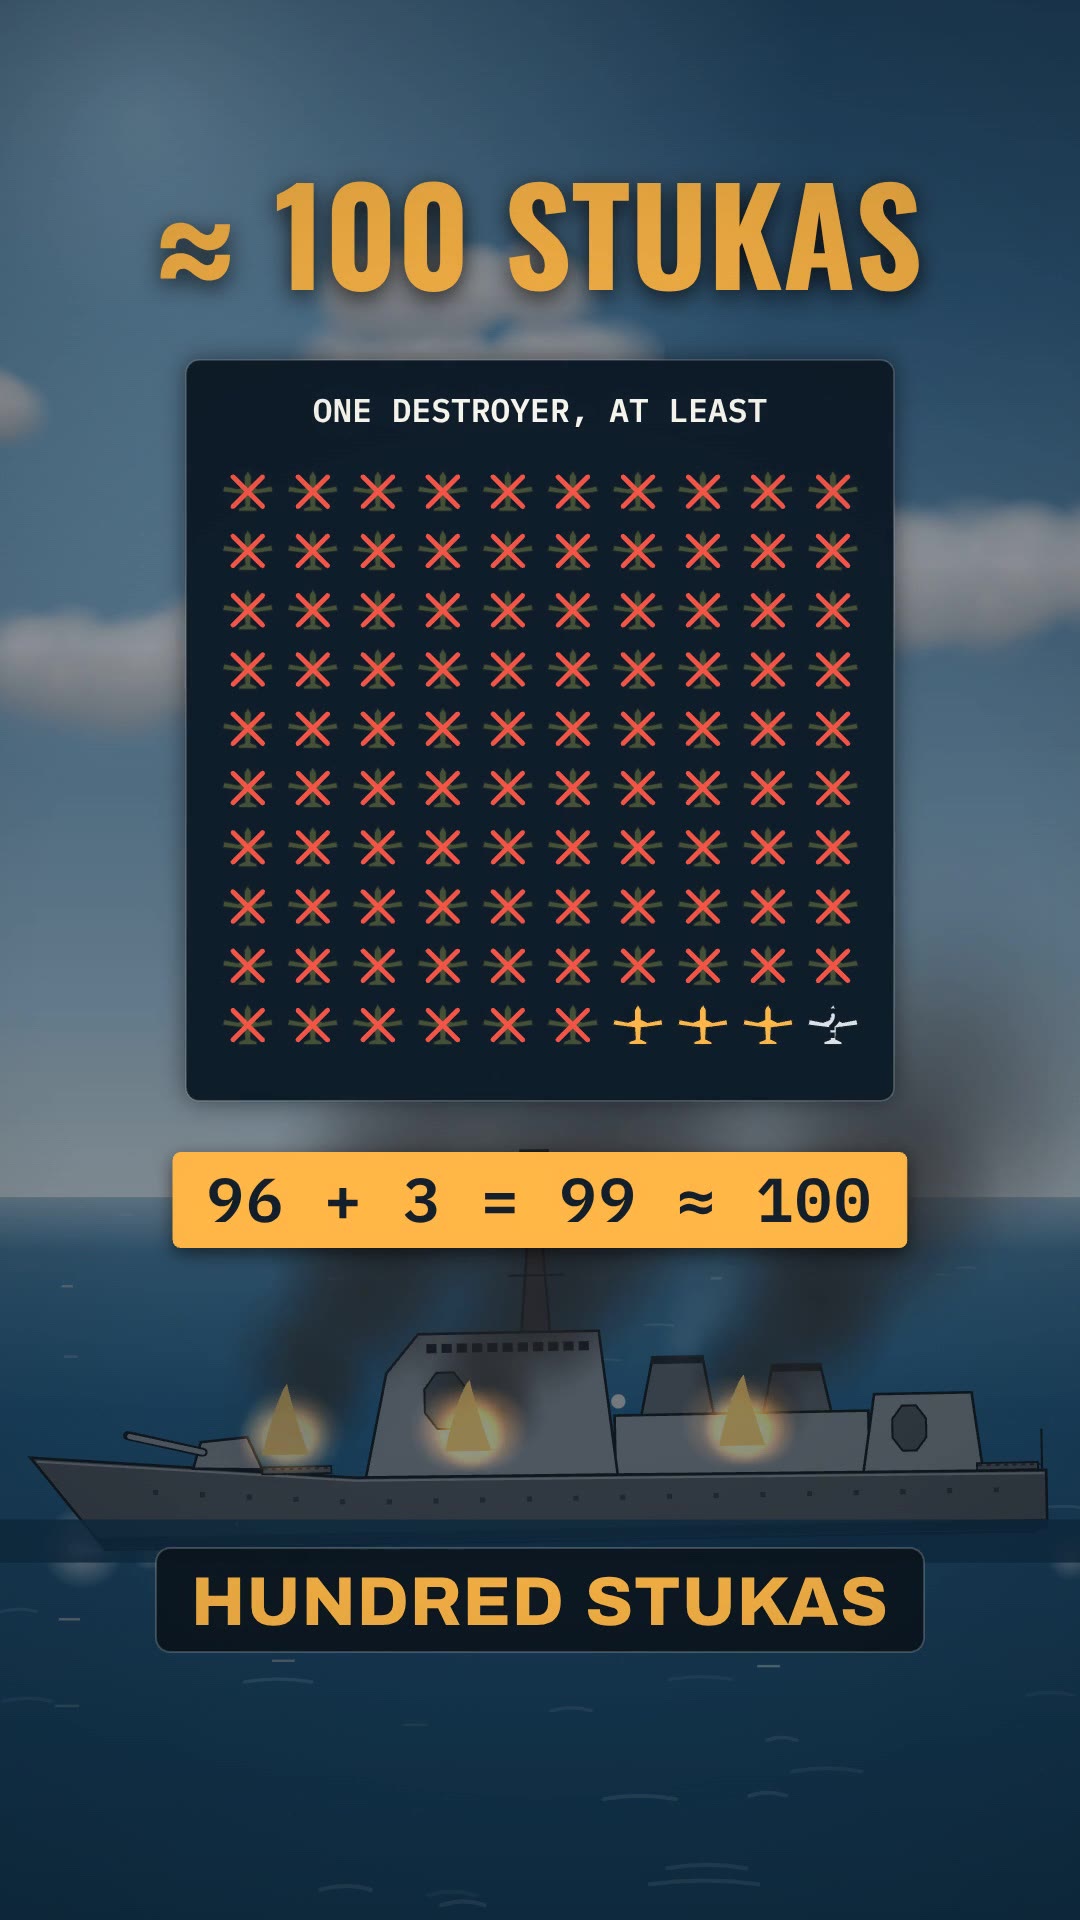 ≈ 100 STUKAS
ONE DESTROYER, AT LEAST
96 + 3 = 99 ≈ 100
HUNDRED STUKAS